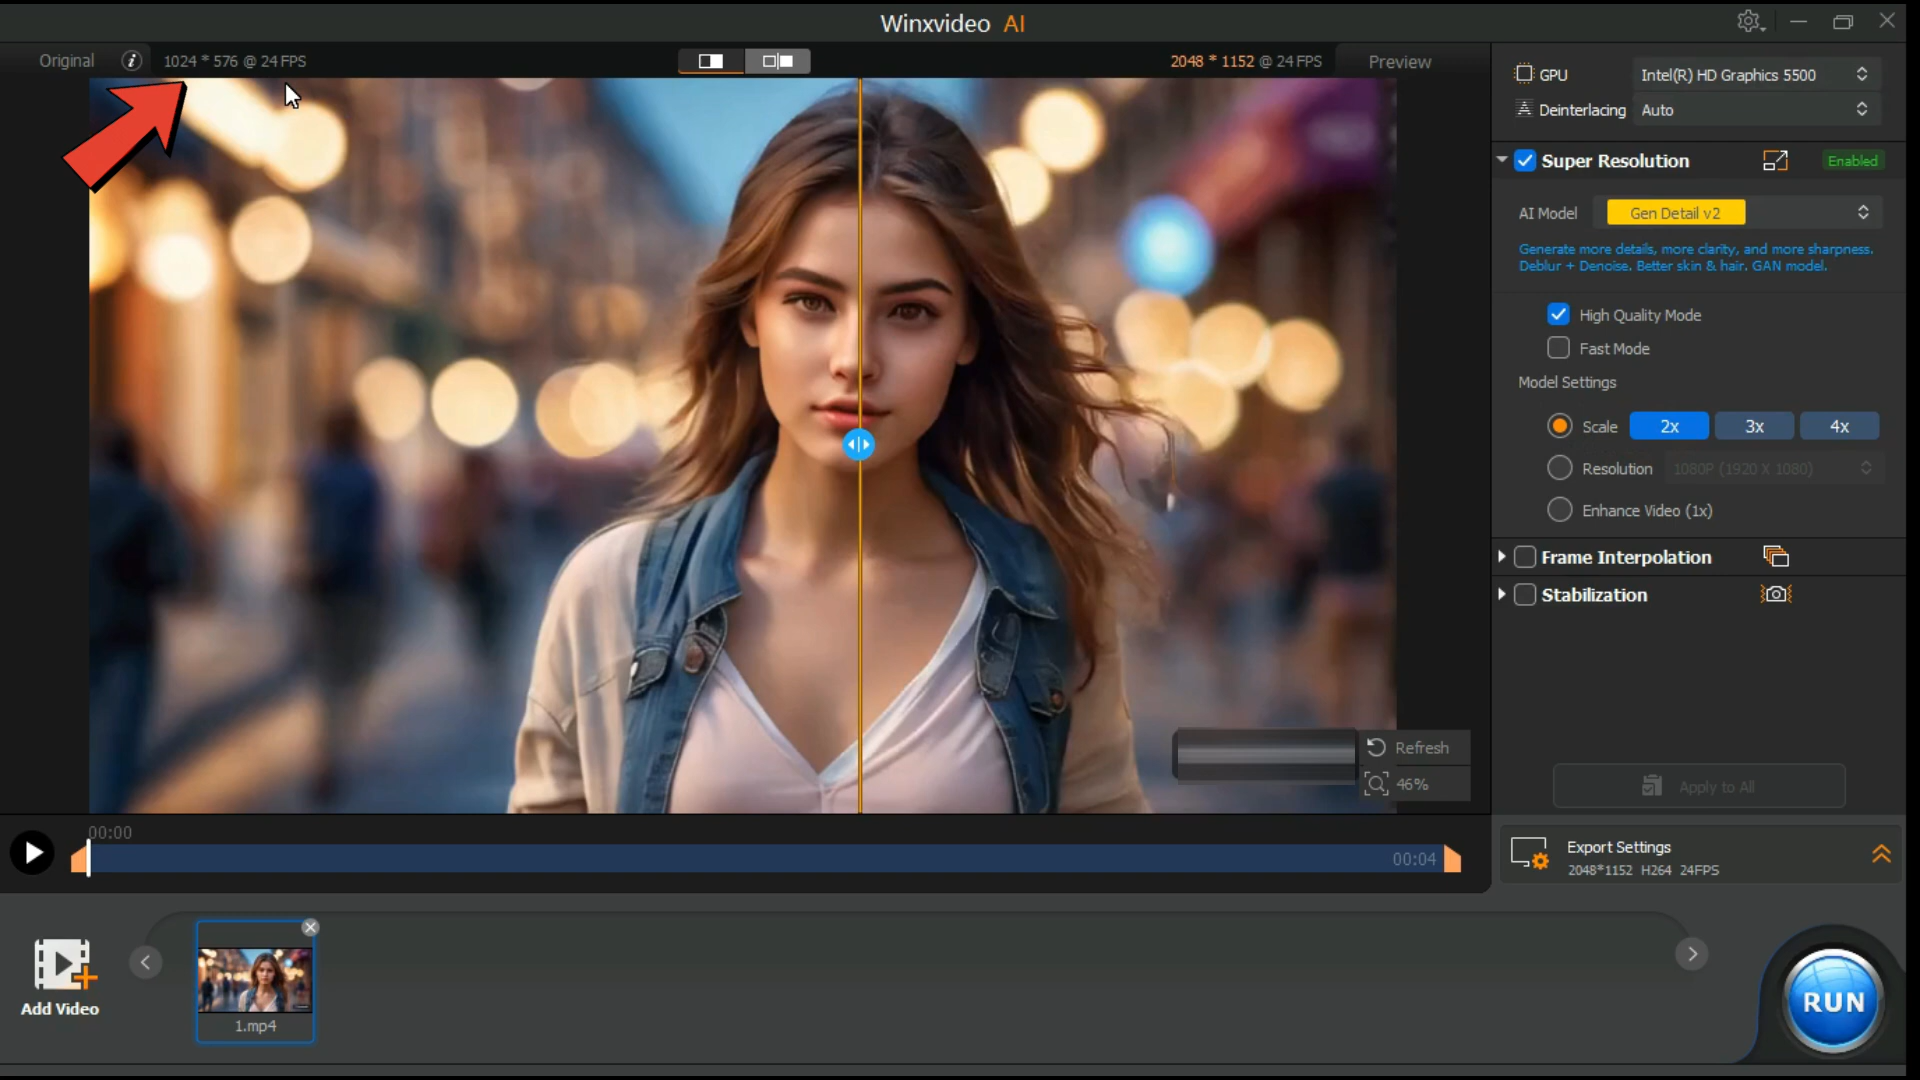 Winxvideo AI
Original
1024 * 576 @ 24 FPS
2048 * 1152 @ 24 FPS
Preview
GPU
Intel(R) HD Graphics 5500
Deinterlacing
Auto
Super Resolution
Enabled
AI Model
Gen Detail v2
Generate more details, more clarity, and more sharpness.
Deblur + Denoise. Better skin & hair. GAN model.
High Quality Mode
Fast Mode
Model Settings
Scale
2x
3x
4x
Resolution
1080P (1920 X 1080)
Enhance Video (1x)
Frame Interpolation
Stabilization
Refresh
46%
Apply to All
00:00
00:04
Export Settings
2048*1152 H264 24FPS
Add Video
1.mp4
RUN